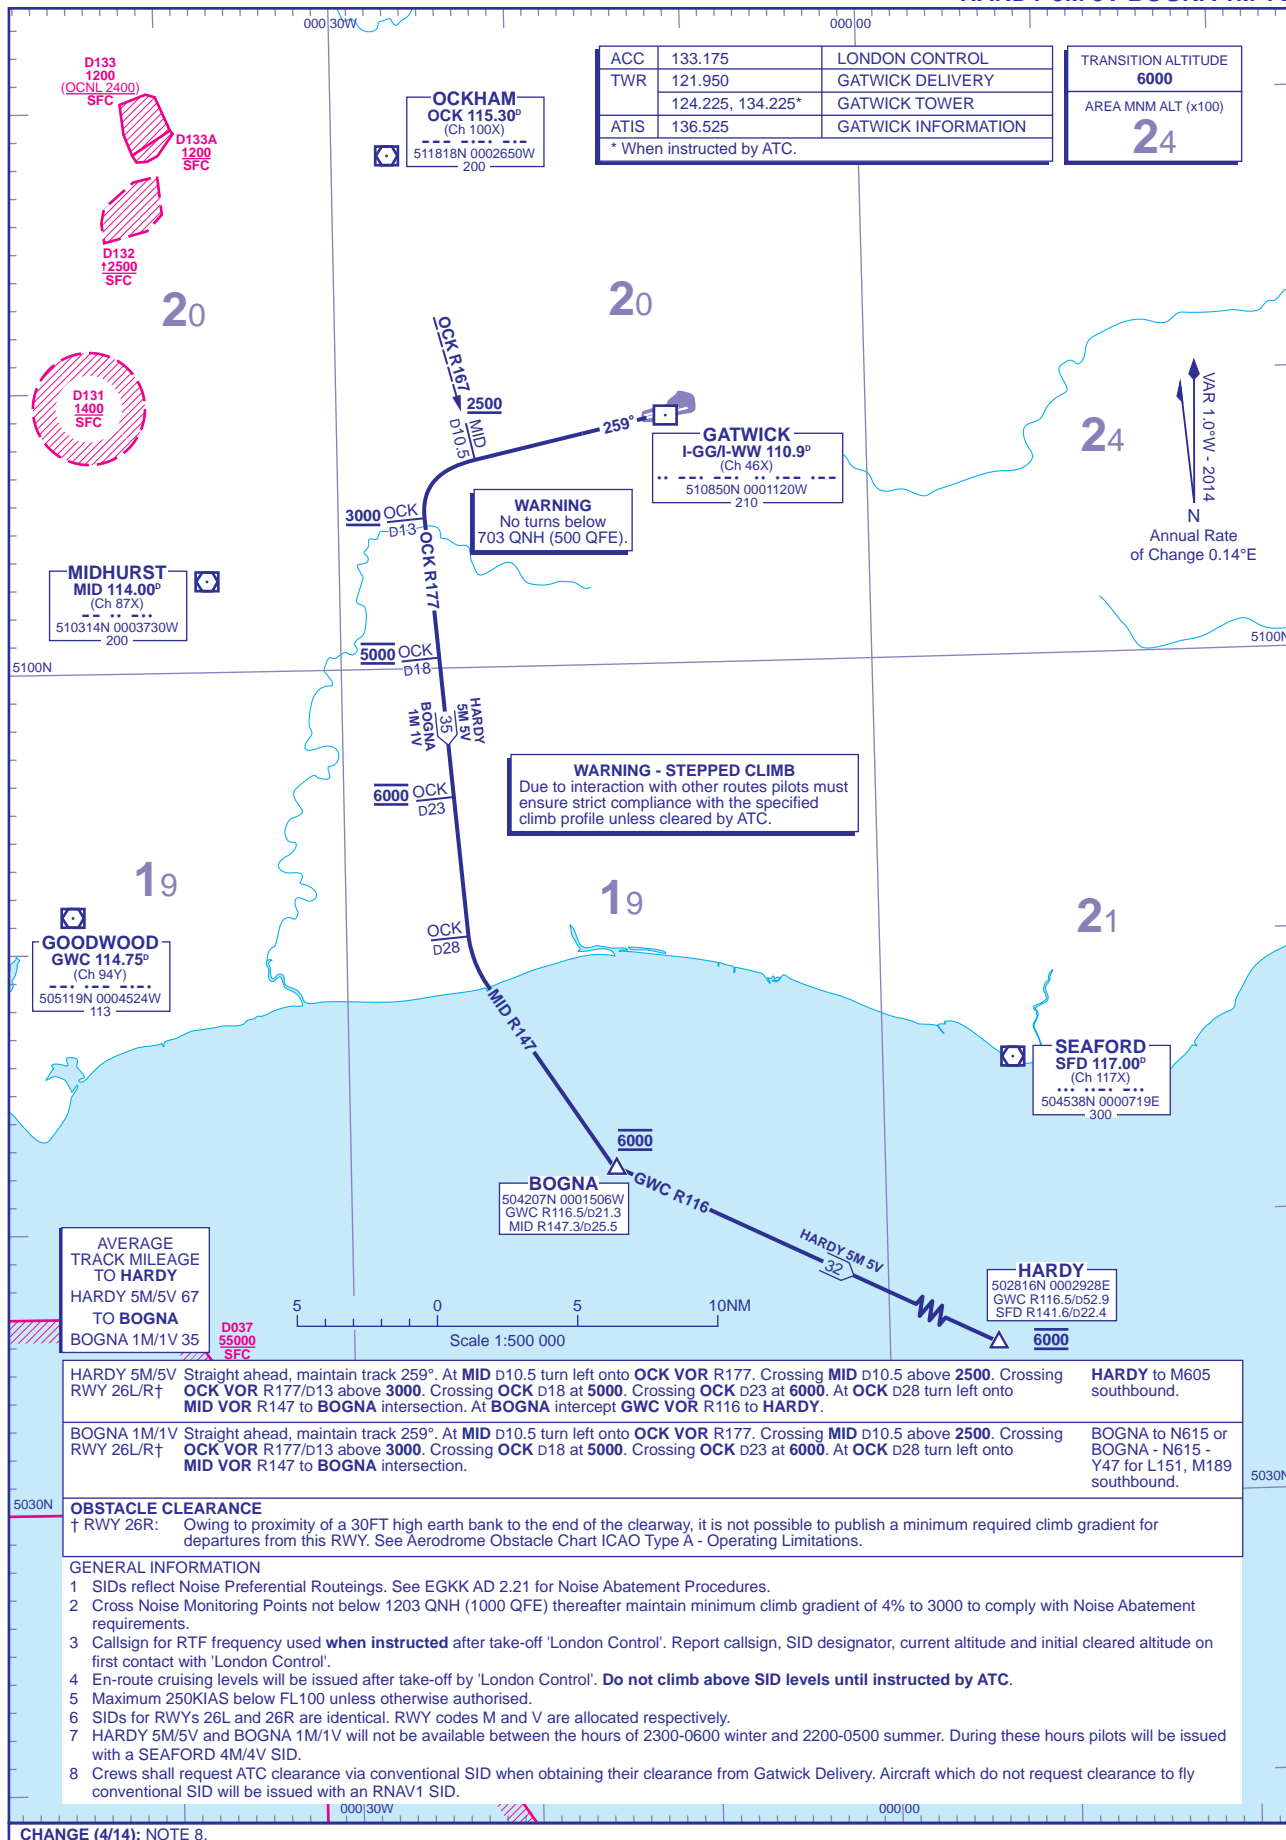 000 30W
000 00
D133
1200
(OCNL 2400)
SFC
D133A
1200
SFC
D132
↑2500
SFC
OCKHAM
OCK 115.30D
(Ch 100X)
511818N 0002650W
200
ACC 133.175 LONDON CONTROL
TWR 121.950 GATWICK DELIVERY
124.225, 134.225* GATWICK TOWER
ATIS 136.525 GATWICK INFORMATION
* When instructed by ATC.
TRANSITION ALTITUDE
6000
AREA MNM ALT (x100)
24
20
20
OCK R167
2500
MID
D10.5
D131
1400
SFC
259°
GATWICK
I-GG/I-WW 110.9D
(Ch 46X)
510850N 0001120W
210
24
VAR 1.0°W - 2014
N
Annual Rate
of Change 0.14°E
WARNING
No turns below
703 QNH (500 QFE).
3000 OCK
D13
OCK R177
MIDHURST
MID 114.00D
(Ch 87X)
510314N 0003730W
200
5100N
5100N
5000 OCK
D18
BOGNA
1M 1V
35
HARDY
5M 5V
6000 OCK
D23
WARNING - STEPPED CLIMB
Due to interaction with other routes pilots must
ensure strict compliance with the specified
climb profile unless cleared by ATC.
19
19
21
OCK
D28
GOODWOOD
GWC 114.75D
(Ch 94Y)
505119N 0004524W
113
MID R147
SEAFORD
SFD 117.00D
(Ch 117X)
504538N 0000719E
300
6000
BOGNA
504207N 0001506W
GWC R116.5/D21.3
MID R147.3/D25.5
GWC R116
HARDY 5M 5V
32
HARDY
502816N 0002928E
GWC R116.5/D52.9
SFD R141.6/D22.4
6000
AVERAGE
TRACK MILEAGE
TO HARDY
HARDY 5M/5V 67
TO BOGNA
BOGNA 1M/1V 35
D037
55000
SFC
5 0 5 10NM
Scale 1:500 000
HARDY 5M/5V Straight ahead, maintain track 259°. At MID D10.5 turn left onto OCK VOR R177. Crossing MID D10.5 above 2500. Crossing HARDY to M605
RWY 26L/R† OCK VOR R177/D13 above 3000. Crossing OCK D18 at 5000. Crossing OCK D23 at 6000. At OCK D28 turn left onto southbound.
MID VOR R147 to BOGNA intersection. At BOGNA intercept GWC VOR R116 to HARDY.
BOGNA 1M/1V Straight ahead, maintain track 259°. At MID D10.5 turn left onto OCK VOR R177. Crossing MID D10.5 above 2500. Crossing BOGNA to N615 or
RWY 26L/R† OCK VOR R177/D13 above 3000. Crossing OCK D18 at 5000. Crossing OCK D23 at 6000. At OCK D28 turn left onto BOGNA - N615 -
MID VOR R147 to BOGNA intersection. Y47 for L151, M189
southbound.
5030N
5030N
OBSTACLE CLEARANCE
† RWY 26R: Owing to proximity of a 30FT high earth bank to the end of the clearway, it is not possible to publish a minimum required climb gradient for
departures from this RWY. See Aerodrome Obstacle Chart ICAO Type A - Operating Limitations.
GENERAL INFORMATION
1 SIDs reflect Noise Preferential Routeings. See EGKK AD 2.21 for Noise Abatement Procedures.
2 Cross Noise Monitoring Points not below 1203 QNH (1000 QFE) thereafter maintain minimum climb gradient of 4% to 3000 to comply with Noise Abatement
requirements.
3 Callsign for RTF frequency used when instructed after take-off 'London Control'. Report callsign, SID designator, current altitude and initial cleared altitude on
first contact with 'London Control'.
4 En-route cruising levels will be issued after take-off by 'London Control'. Do not climb above SID levels until instructed by ATC.
5 Maximum 250KIAS below FL100 unless otherwise authorised.
6 SIDs for RWYs 26L and 26R are identical. RWY codes M and V are allocated respectively.
7 HARDY 5M/5V and BOGNA 1M/1V will not be available between the hours of 2300-0600 winter and 2200-0500 summer. During these hours pilots will be issued
with a SEAFORD 4M/4V SID.
8 Crews shall request ATC clearance via conventional SID when obtaining their clearance from Gatwick Delivery. Aircraft which do not request clearance to fly
conventional SID will be issued with an RNAV1 SID.
000 30W
000 00
CHANGE (4/14): NOTE 8.